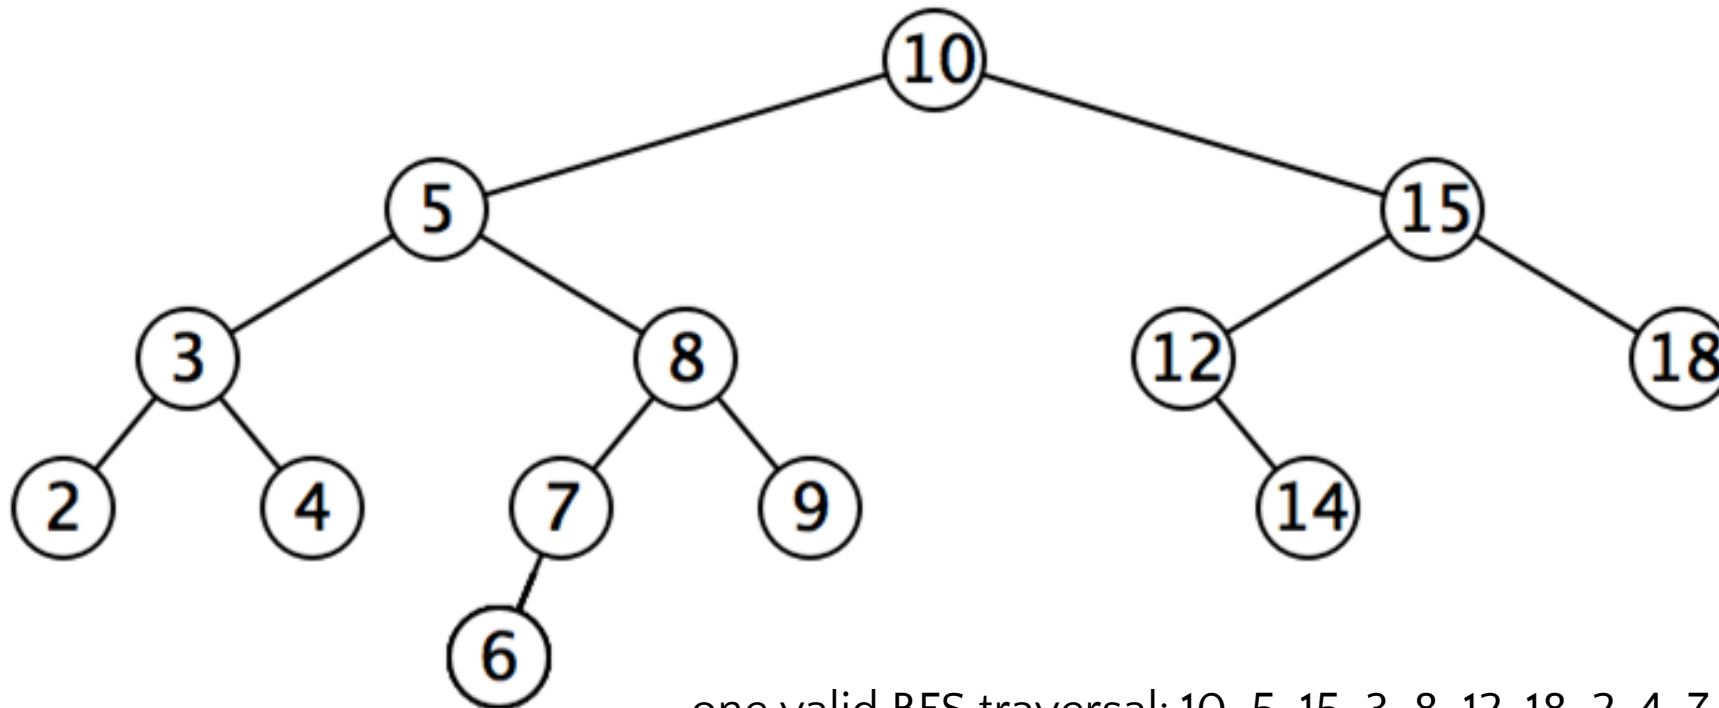 10
5 15
3 8 12 18
2 4 7 9 14
6
one valid BFS traversal: 10, 5, 15, 3, 8, 12, 18, 2, 4, 7